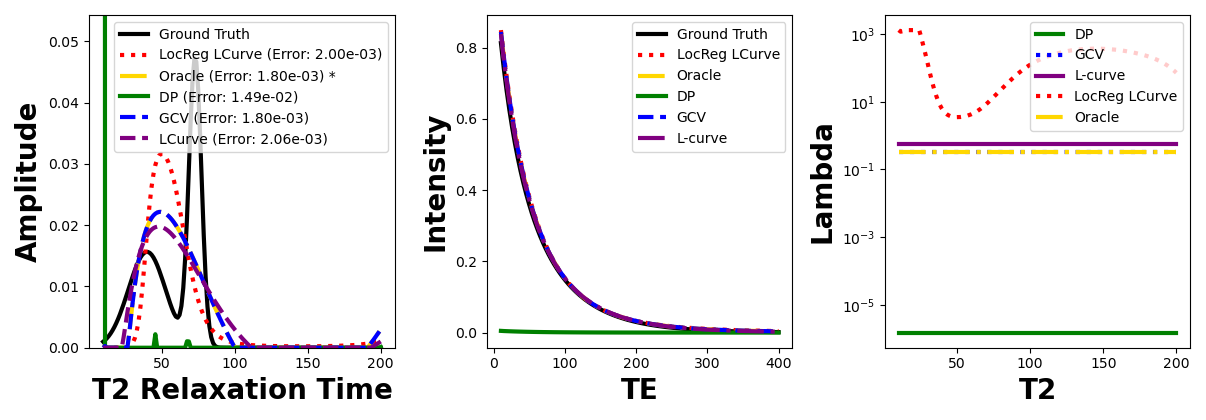 Amplitude
0.05
0.04
0.03
0.02
0.01
0.00
Ground Truth
LocReg LCurve (Error: 2.00e-03)
Oracle (Error: 1.80e-03) *
DP (Error: 1.49e-02)
GCV (Error: 1.80e-03)
LCurve (Error: 2.06e-03)
50 100 150 200
T2 Relaxation Time
Intensity
0.8
0.6
0.4
0.2
0.0
Ground Truth
LocReg LCurve
Oracle
DP
GCV
L-curve
0 100 200 300 400
TE
Lambda
10³
10¹
10⁻¹
10⁻³
10⁻⁵
DP
GCV
L-curve
LocReg LCurve
Oracle
50 100 150 200
T2